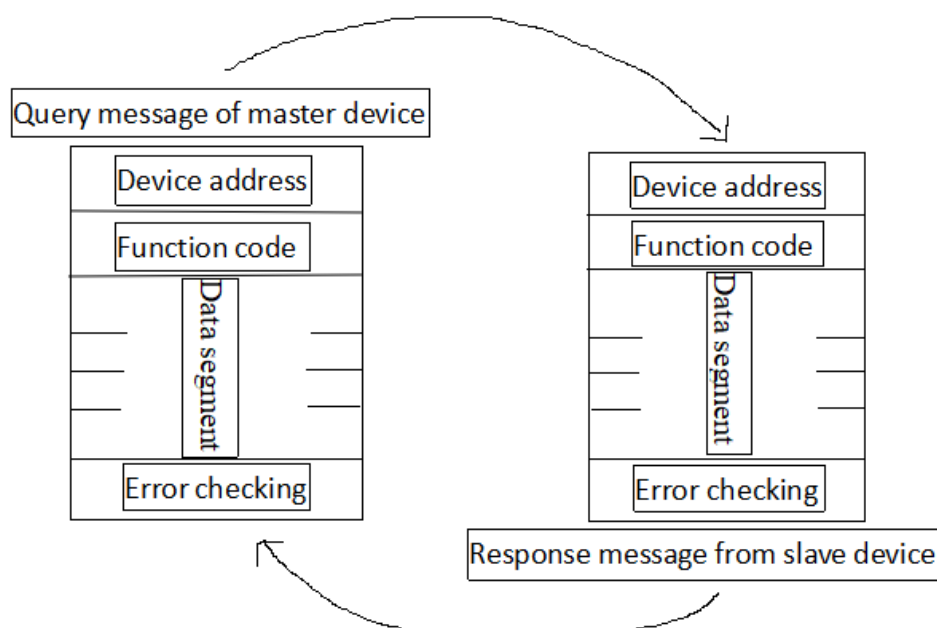 Query message of master device
Device address
Function code
Data segment
Error checking
Device address
Function code
Data segment
Error checking
Response message from slave device